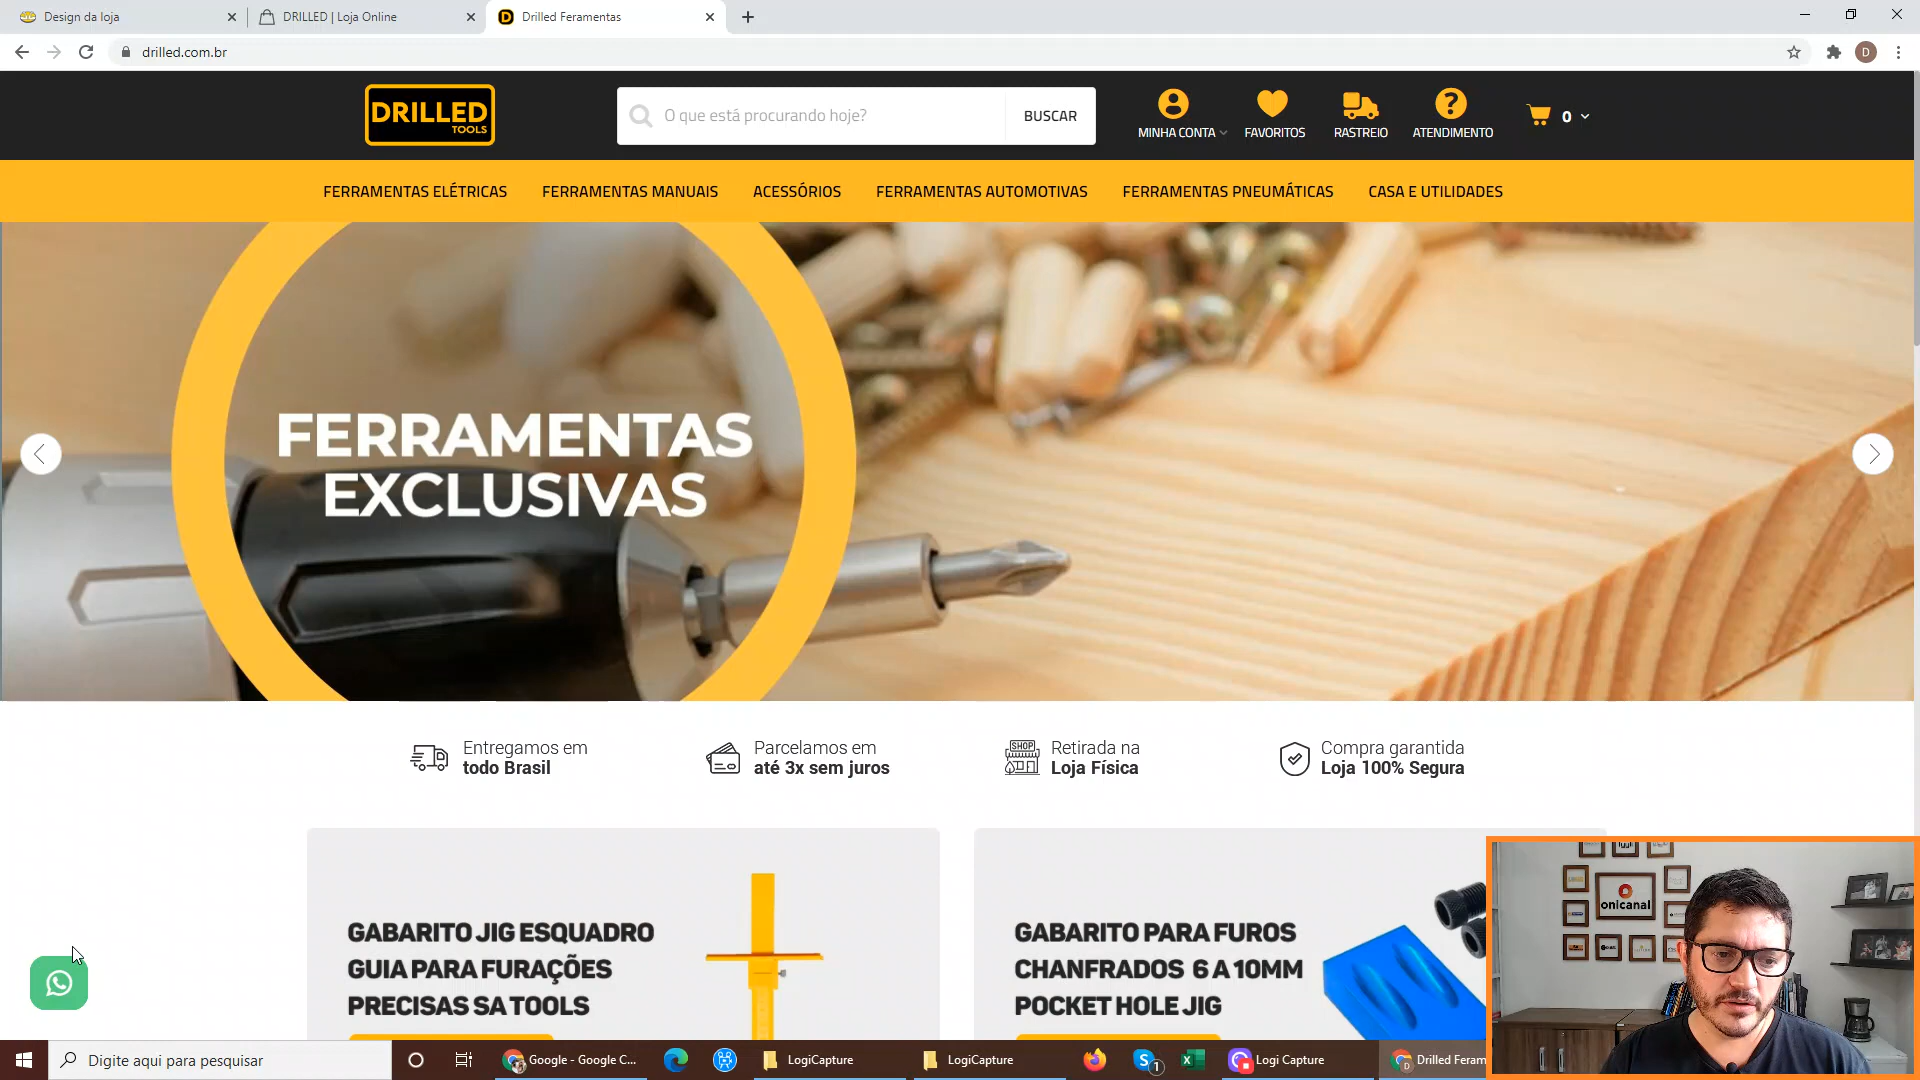 Design da loja
DRILLED | Loja Online
Drilled Feramentas
drilled.com.br
D
DRILLED
TOOLS
O que está procurando hoje?
BUSCAR
MINHA CONTA
FAVORITOS
RASTREIO
ATENDIMENTO
0
FERRAMENTAS ELÉTRICAS
FERRAMENTAS MANUAIS
ACESSÓRIOS
FERRAMENTAS AUTOMOTIVAS
FERRAMENTAS PNEUMÁTICAS
CASA E UTILIDADES
FERRAMENTAS
EXCLUSIVAS
Entregamos em
todo Brasil
Parcelamos em
até 3x sem juros
SHOP
Retirada na
Loja Física
Compra garantida
Loja 100% Segura
GABARITO JIG ESQUADRO
GUIA PARA FURAÇÕES
PRECISAS SA TOOLS
GABARITO PARA FUROS
CHANFRADOS 6 A 10MM
POCKET HOLE JIG
onicanal
Digite aqui para pesquisar
Google - Google C...
LogiCapture
LogiCapture
1
Logi Capture
Drilled Feram